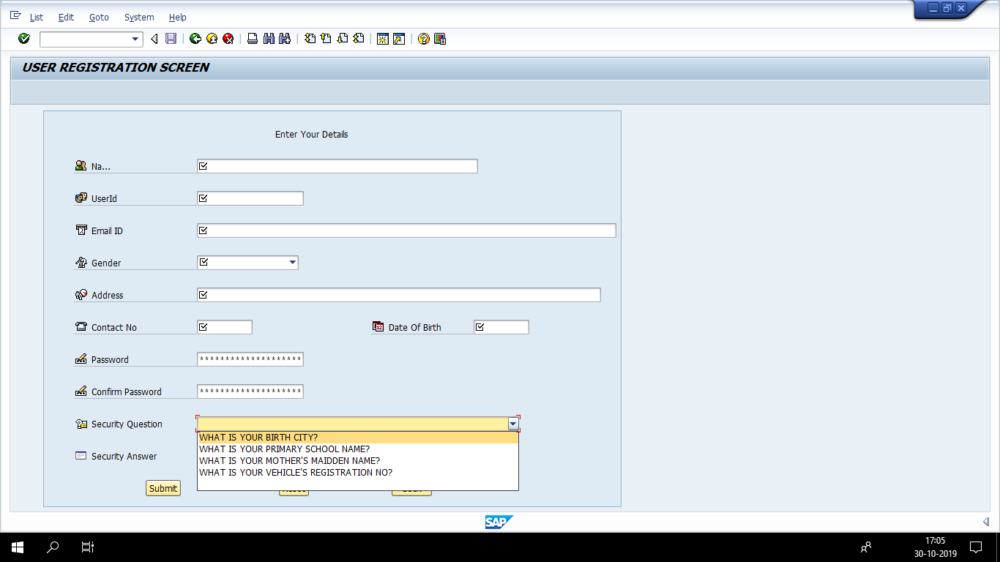 List Edit Goto System Help
USER REGISTRATION SCREEN
Enter Your Details
Na...
UserId
Email ID
Gender
Address
Contact No Date Of Birth
Password ********************
Confirm Password ********************
Security Question
WHAT IS YOUR BIRTH CITY?
WHAT IS YOUR PRIMARY SCHOOL NAME?
WHAT IS YOUR MOTHER'S MAIDDEN NAME?
WHAT IS YOUR VEHICLE'S REGISTRATION NO?
Security Answer
Submit
SAP
17:05
30-10-2019